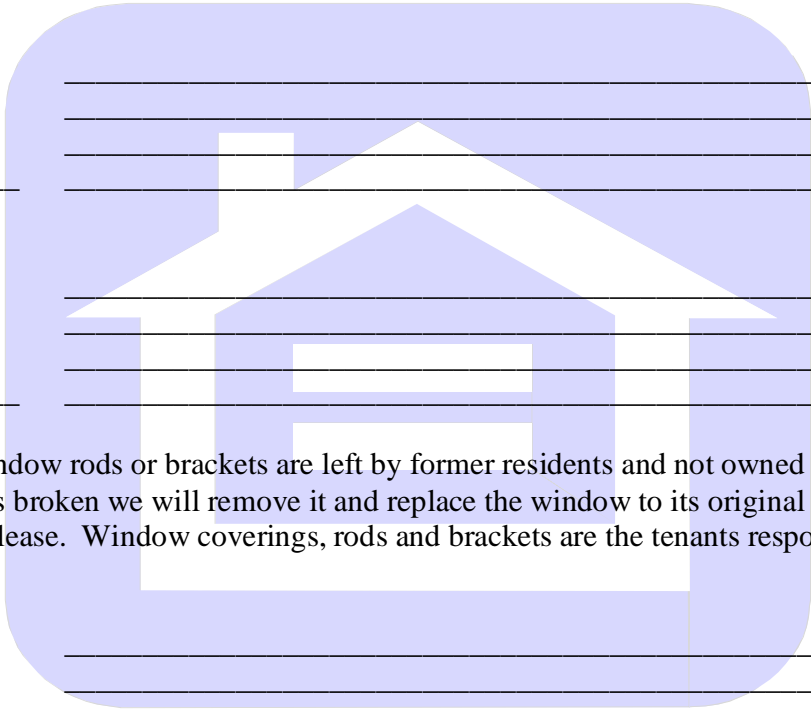 ndow rods or brackets are left by former residents and not owned
s broken we will remove it and replace the window to its original
lease. Window coverings, rods and brackets are the tenants respo